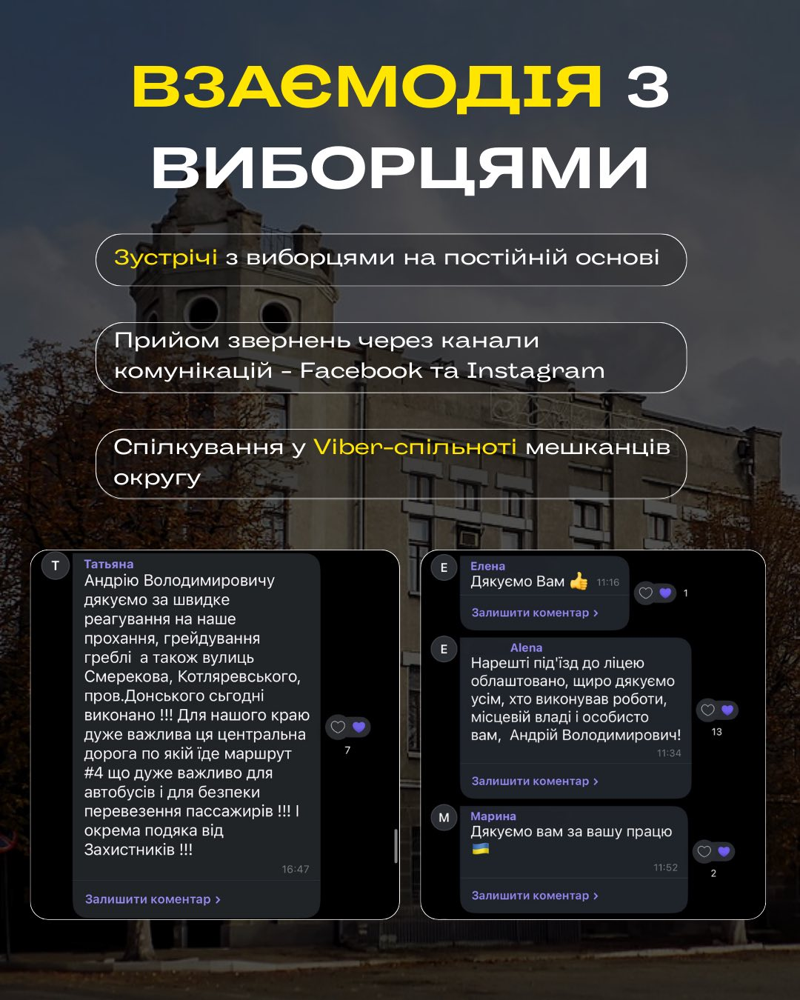 ВЗАЄМОДІЯ З
ВИБОРЦЯМИ
Зустрічі з виборцями на постійній основі
Прийом звернень через канали
комунікацій - Facebook та Instagram
Спілкування у Viber-спільноті мешканців
округу
Т
Татьяна
Андрію Володимировичу
дякуємо за швидке
реагування на наше
прохання, грейдування
греблі а також вулиць
Смерекова, Котляревського,
пров.Донського сьгодні
виконано !!! Для нашого краю
дуже важлива ця центральна
дорога по якій їде маршрут
#4 що дуже важливо для
автобусів і для безпеки
перевезення пассажирів !!! І
окрема подяка від
Захистників !!!
16:47
Залишити коментар >
7
Е
Елена
Дякуємо Вам 👍 11:16
Залишити коментар >
1
Е
Alena
Нарешті під'їзд до ліцею
облаштовано, щиро дякуємо
усім, хто виконував роботи,
місцевій владі і особисто
вам, Андрій Володимирович!
11:34
Залишити коментар >
13
М
Марина
Дякуємо вам за вашу працю
🇺🇦
11:52
Залишити коментар >
2